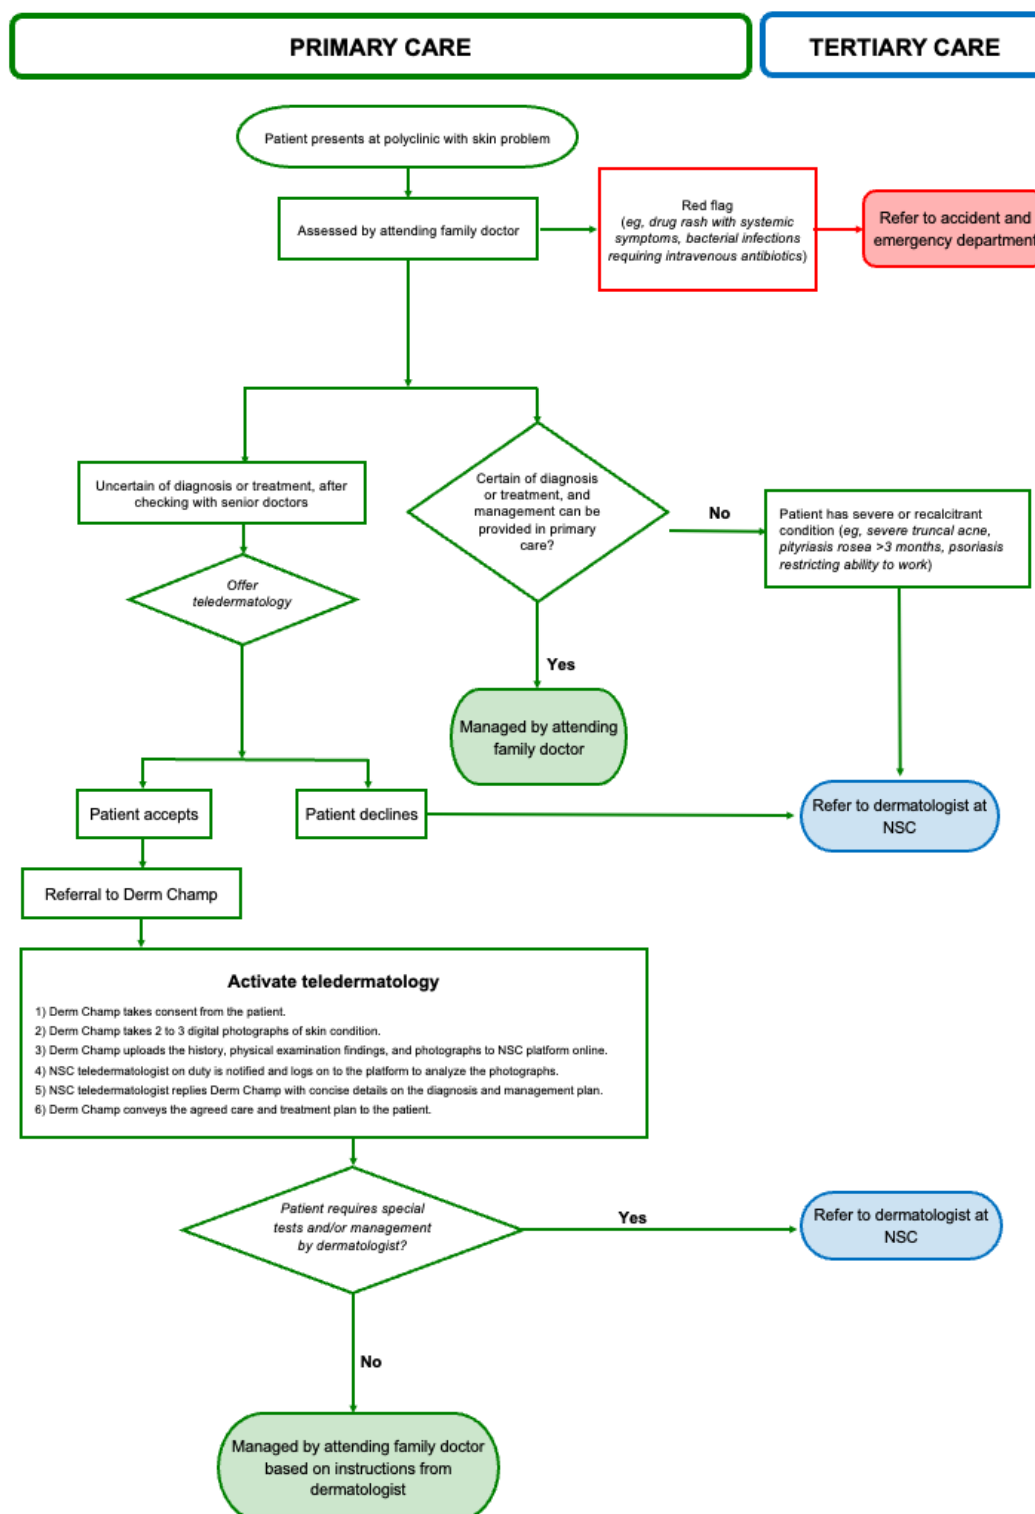 PRIMARY CARE
TERTIARY CARE
Patient presents at polyclinic with skin problem
Assessed by attending family doctor
Red flag
(eg, drug rash with systemic
symptoms, bacterial infections
requiring intravenous antibiotics)
Refer to accident and
emergency department
Uncertain of diagnosis or treatment, after
checking with senior doctors
Certain of diagnosis
or treatment, and
management can be
provided in primary
care?
No
Patient has severe or recalcitrant
condition (eg, severe truncal acne,
pityriasis rosea >3 months, psoriasis
restricting ability to work)
Offer
teledermatology
Yes
Managed by attending
family doctor
Patient accepts
Patient declines
Refer to dermatologist at
NSC
Referral to Derm Champ
Activate teledermatology
1) Derm Champ takes consent from the patient.
2) Derm Champ takes 2 to 3 digital photographs of skin condition.
3) Derm Champ uploads the history, physical examination findings, and photographs to NSC platform online.
4) NSC teledermatologist on duty is notified and logs on to the platform to analyze the photographs.
5) NSC teledermatologist replies Derm Champ with concise details on the diagnosis and management plan.
6) Derm Champ conveys the agreed care and treatment plan to the patient.
Patient requires special
tests and/or management
by dermatologist?
Yes
Refer to dermatologist at
NSC
No
Managed by attending family doctor
based on instructions from
dermatologist